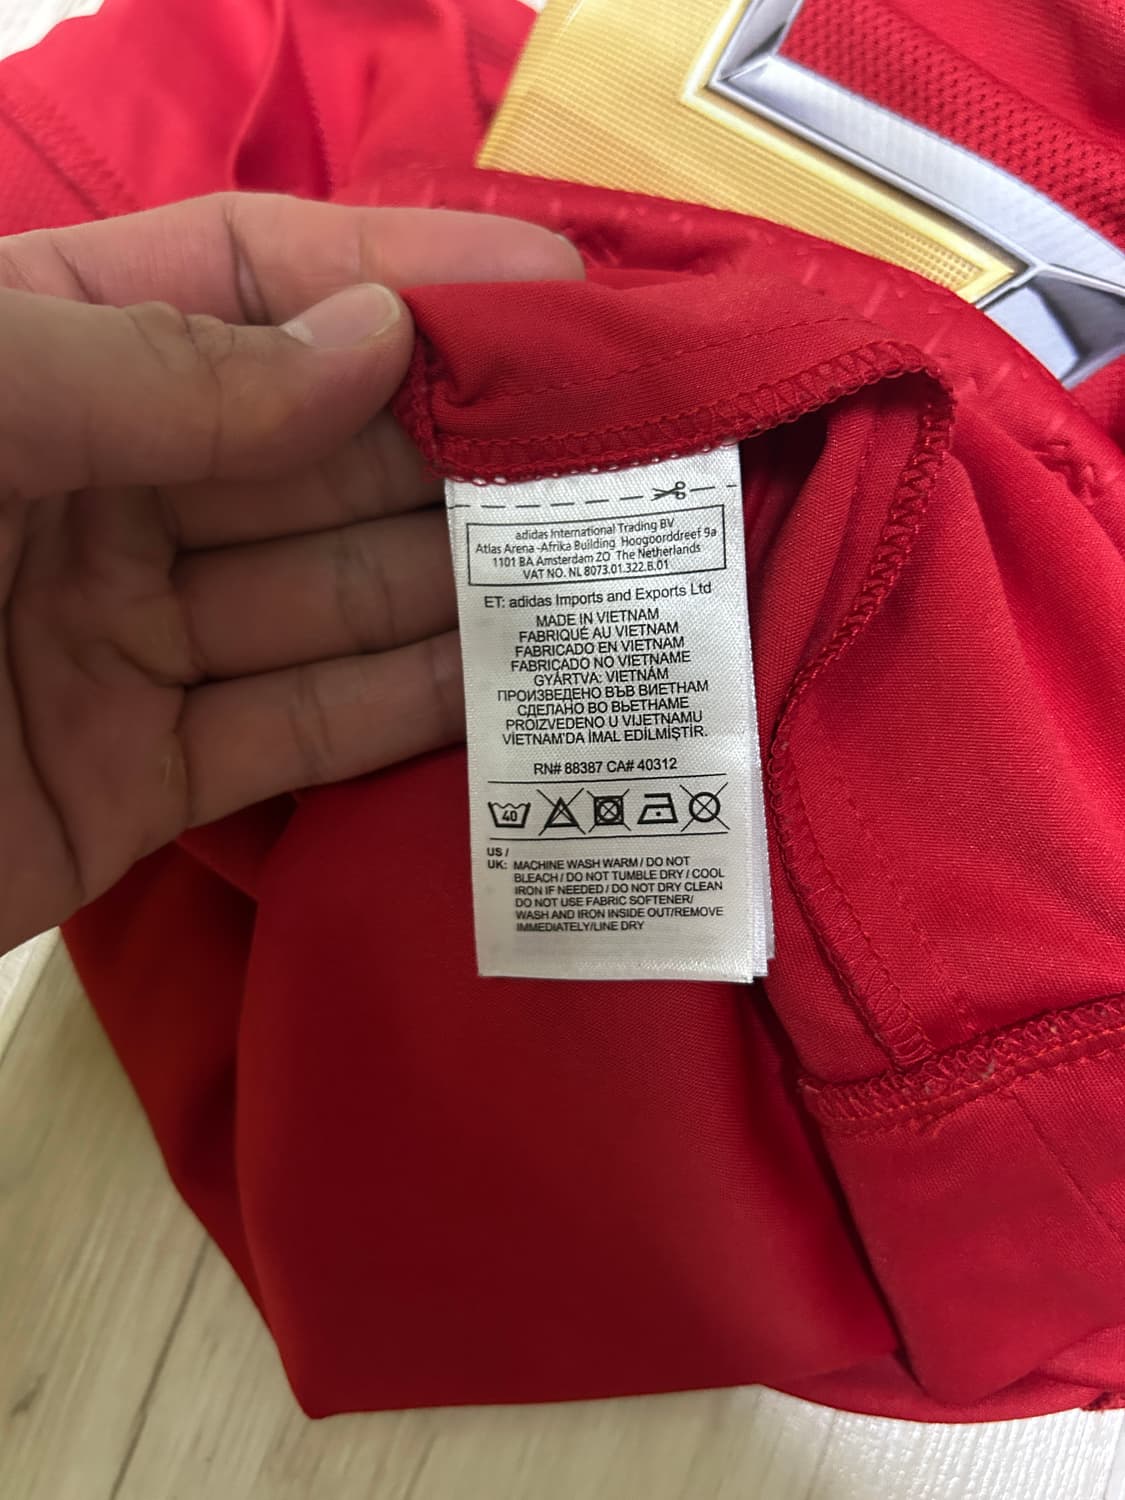 adidas International Trading BV
Atlas Arena -Afrika Building Hoogoorddreef 9a
1101 BA Amsterdam ZO The Netherlands
VAT NO. NL 8073.01.322.B.01
ET: adidas Imports and Exports Ltd
MADE IN VIETNAM
FABRIQUÉ AU VIETNAM
FABRICADO EN VIETNAM
FABRICADO NO VIETNAME
GYÁRTVA: VIETNÁM
ПРОИЗВЕДЕНО ВЪВ ВИЕТНАМ
СДЕЛАНО ВО ВЬЕТНАМЕ
PROIZVEDENO U VIJETNAMU
VİETNAM'DA İMAL EDİLMİŞTİR.
RN# 88387 CA# 40312
40
US /
UK: MACHINE WASH WARM / DO NOT
BLEACH / DO NOT TUMBLE DRY / COOL
IRON IF NEEDED / DO NOT DRY CLEAN
DO NOT USE FABRIC SOFTENER/
WASH AND IRON INSIDE OUT/REMOVE
IMMEDIATELY/LINE DRY